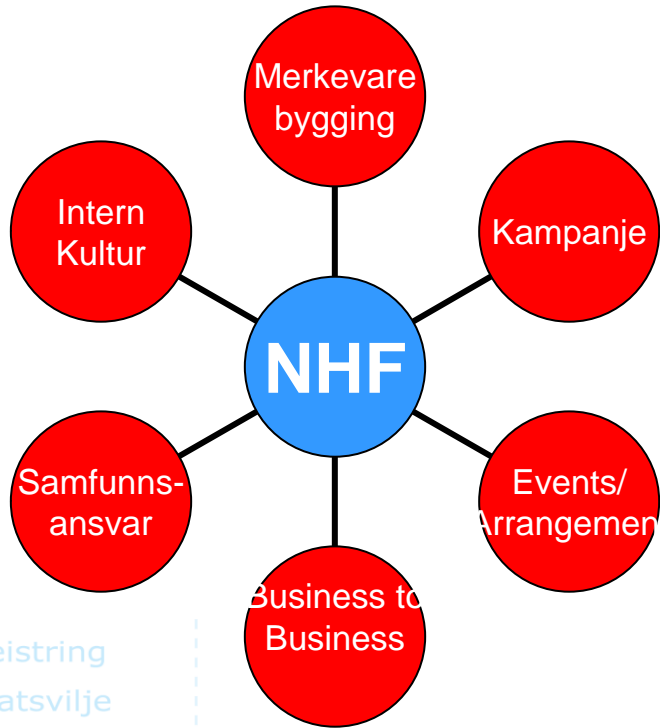 Merkevare
bygging
Intern
Kultur
Kampanje
NHF
Samfunns-
ansvar
Events/
Arrangemen
Business to
Business
eistring
atsvilje